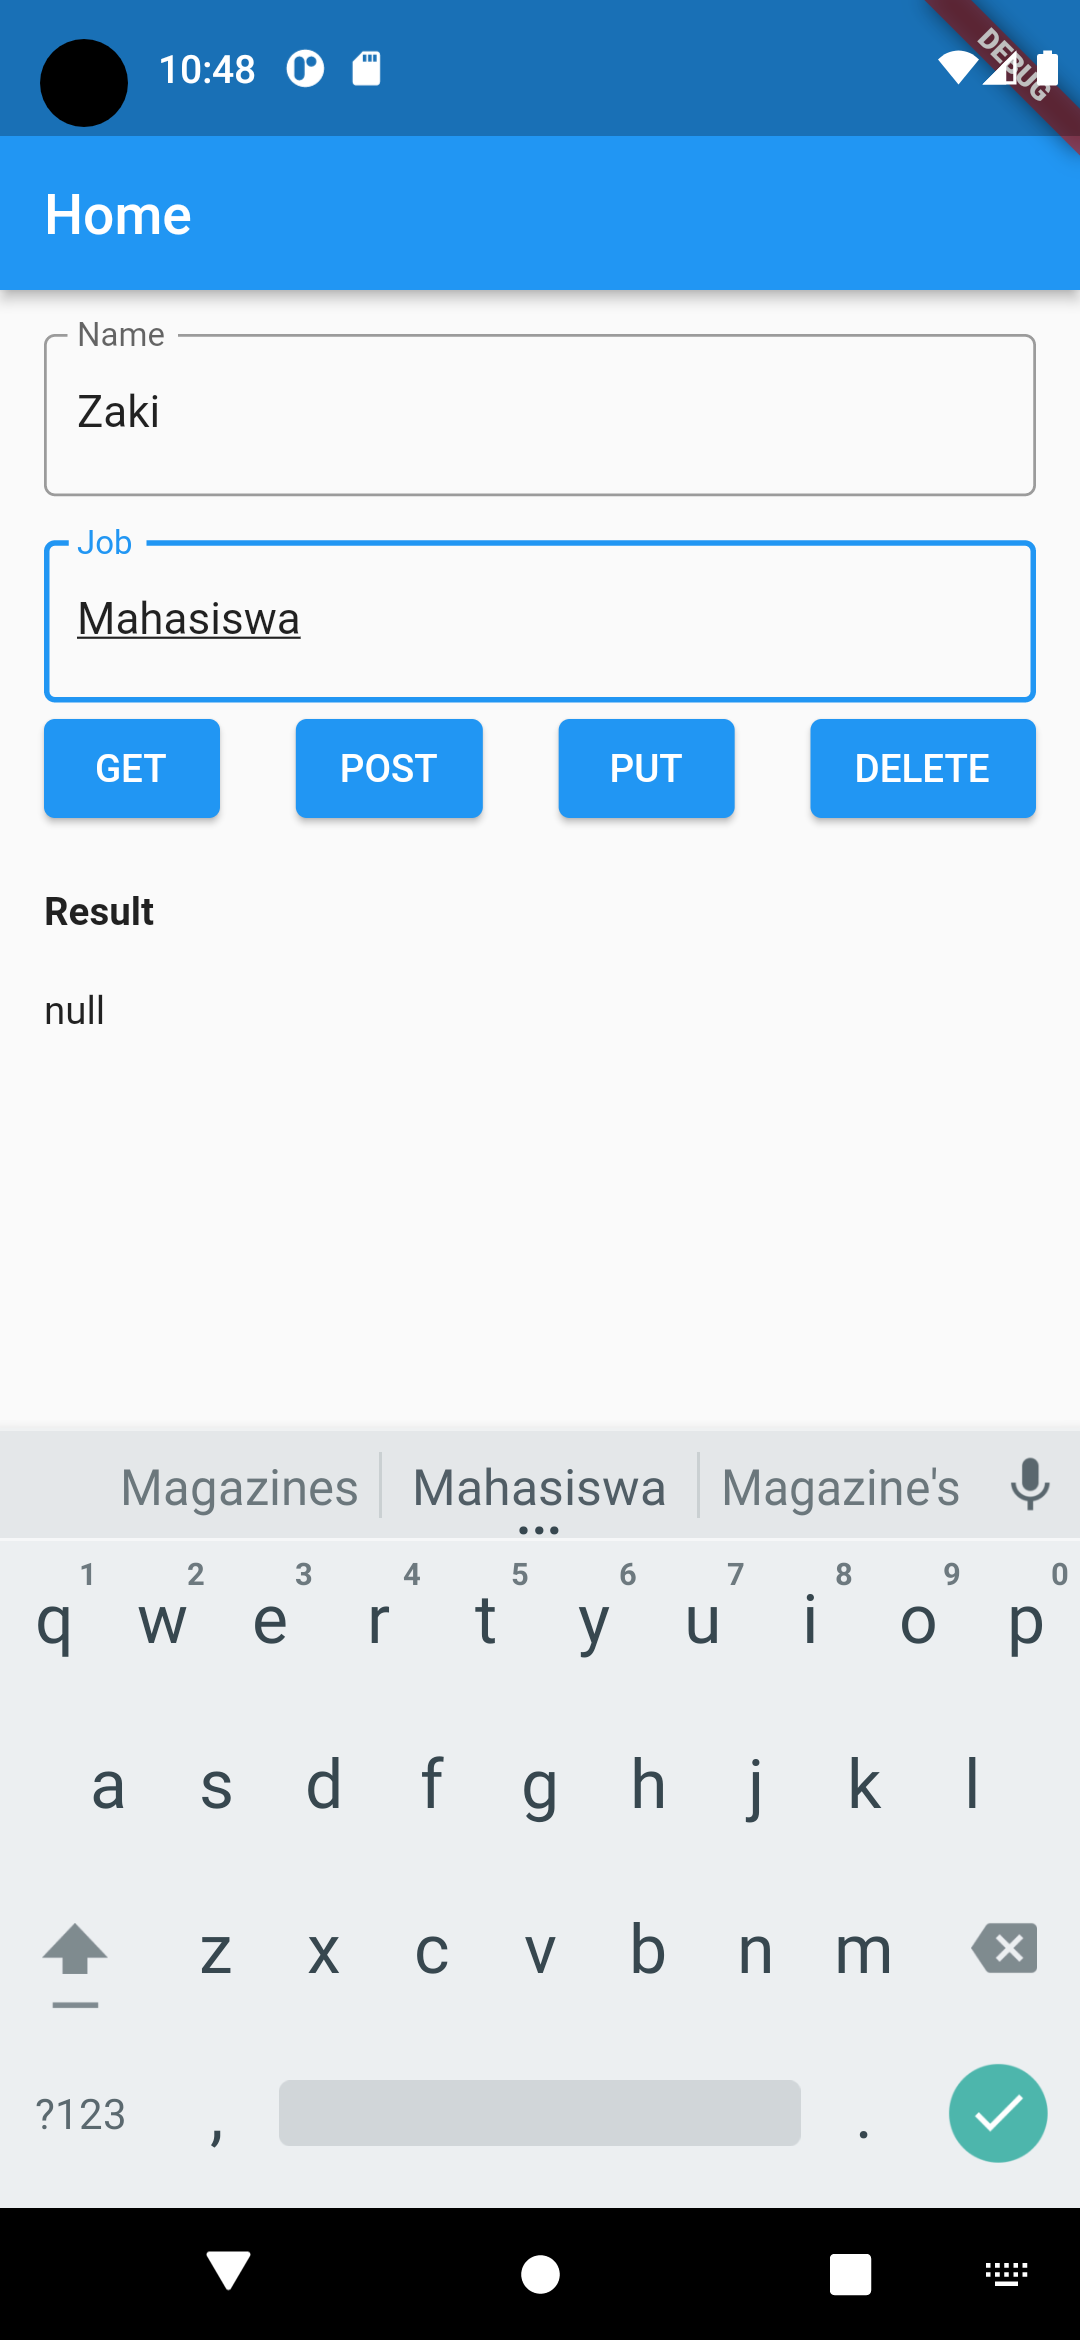 10:48
DEBUG
Home
Name
Zaki
Job
Mahasiswa
GET POST PUT DELETE
Result
null
Magazines Mahasiswa Magazine's
1 2 3 4 5 6 7 8 9 0
q w e r t y u i o p
a s d f g h j k l
z x c v b n m
?123 , .